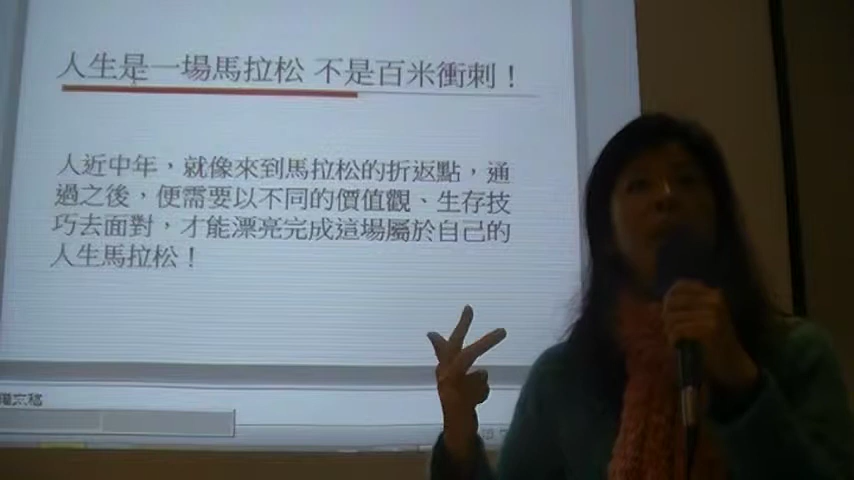 人生是一場馬拉松 不是百米衝刺！
人近中年，就像來到馬拉松的折返點，通
過之後，便需要以不同的價值觀、生存技
巧去面對，才能漂亮完成這場屬於自己的
人生馬拉松！
備忘稿